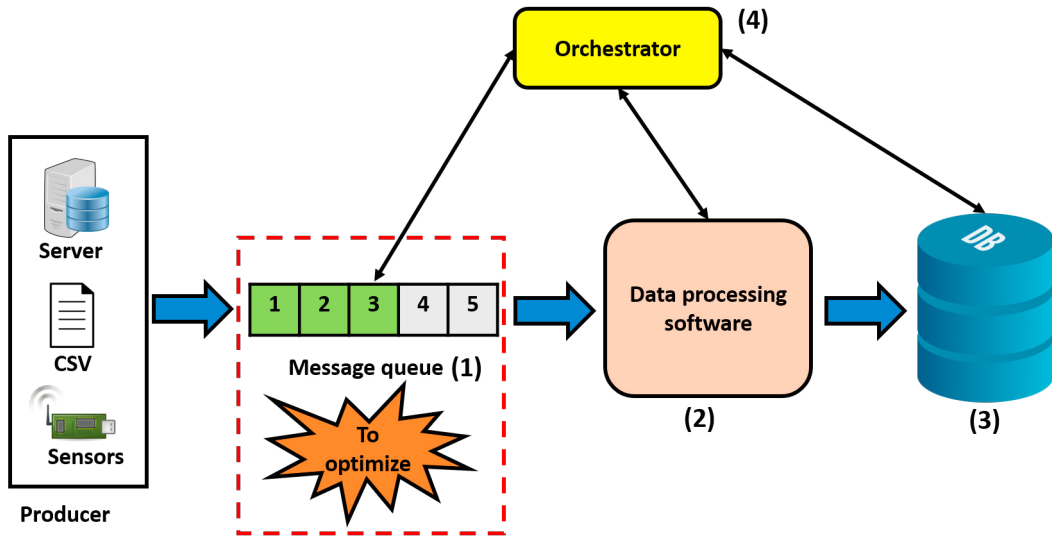 Orchestrator
(4)
Server
CSV
Sensors
Producer
1 2 3 4 5
Message queue (1)
To
optimize
Data processing
software
(2)
DB
(3)